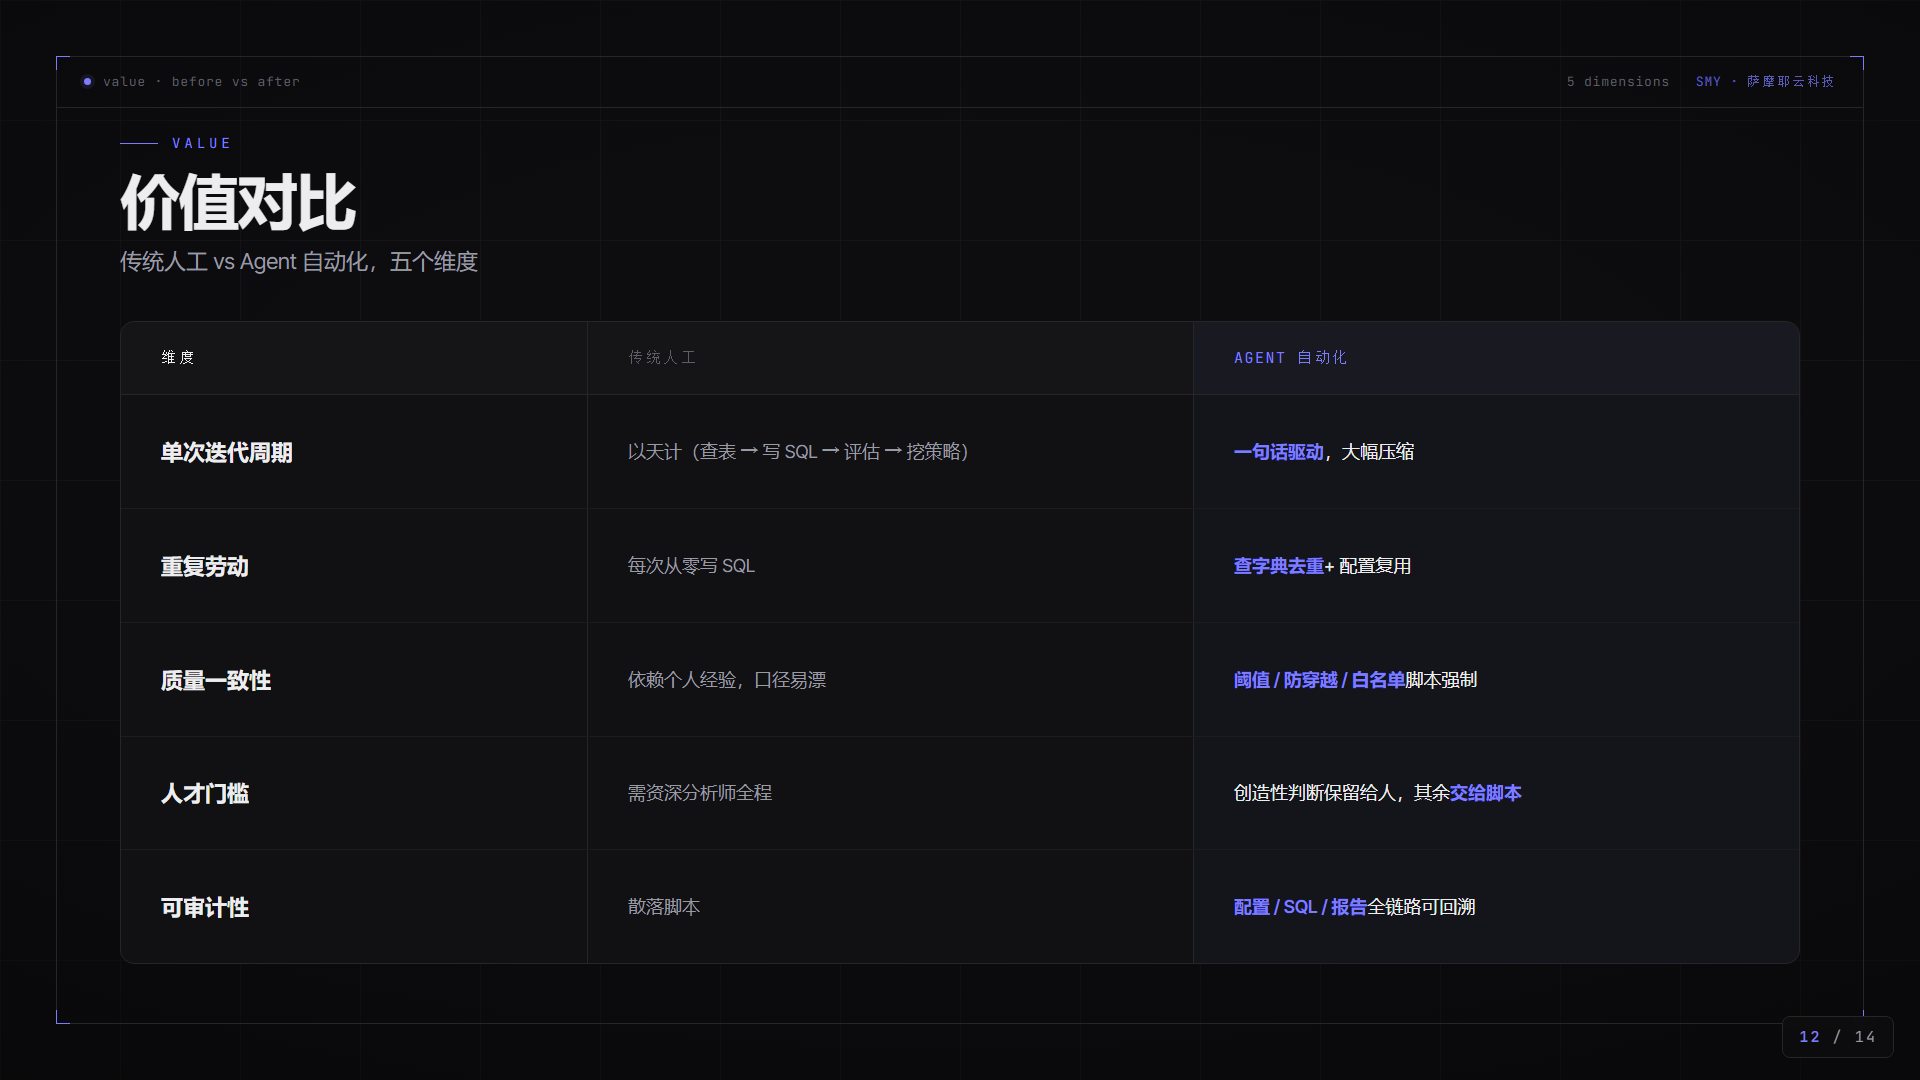 value · before vs after
5 dimensions SMY · 萨摩耶云科技
VALUE
价值对比
传统人工 vs Agent 自动化，五个维度
维度 传统人工 AGENT 自动化
单次迭代周期 以天计（查表 → 写 SQL → 评估 → 挖策略） 一句话驱动，大幅压缩
重复劳动 每次从零写 SQL 查字典去重+ 配置复用
质量一致性 依赖个人经验，口径易漂 阈值 / 防穿越 / 白名单脚本强制
人才门槛 需资深分析师全程 创造性判断保留给人，其余交给脚本
可审计性 散落脚本 配置 / SQL / 报告全链路可回溯
12 / 14